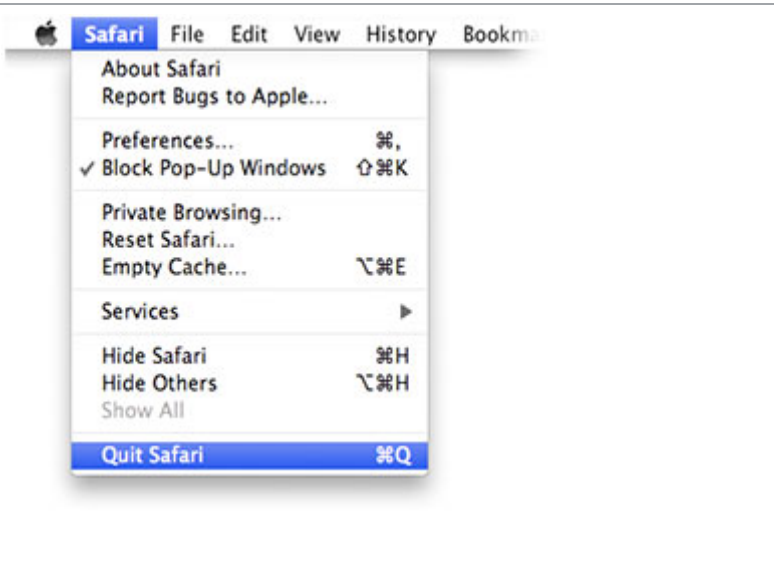 Safari File Edit View History Bookma
About Safari
Report Bugs to Apple...
Preferences... ⌘,
✓ Block Pop-Up Windows ⇧⌘K
Private Browsing...
Reset Safari...
Empty Cache... ⌥⌘E
Services ▶
Hide Safari ⌘H
Hide Others ⌥⌘H
Show All
Quit Safari ⌘Q